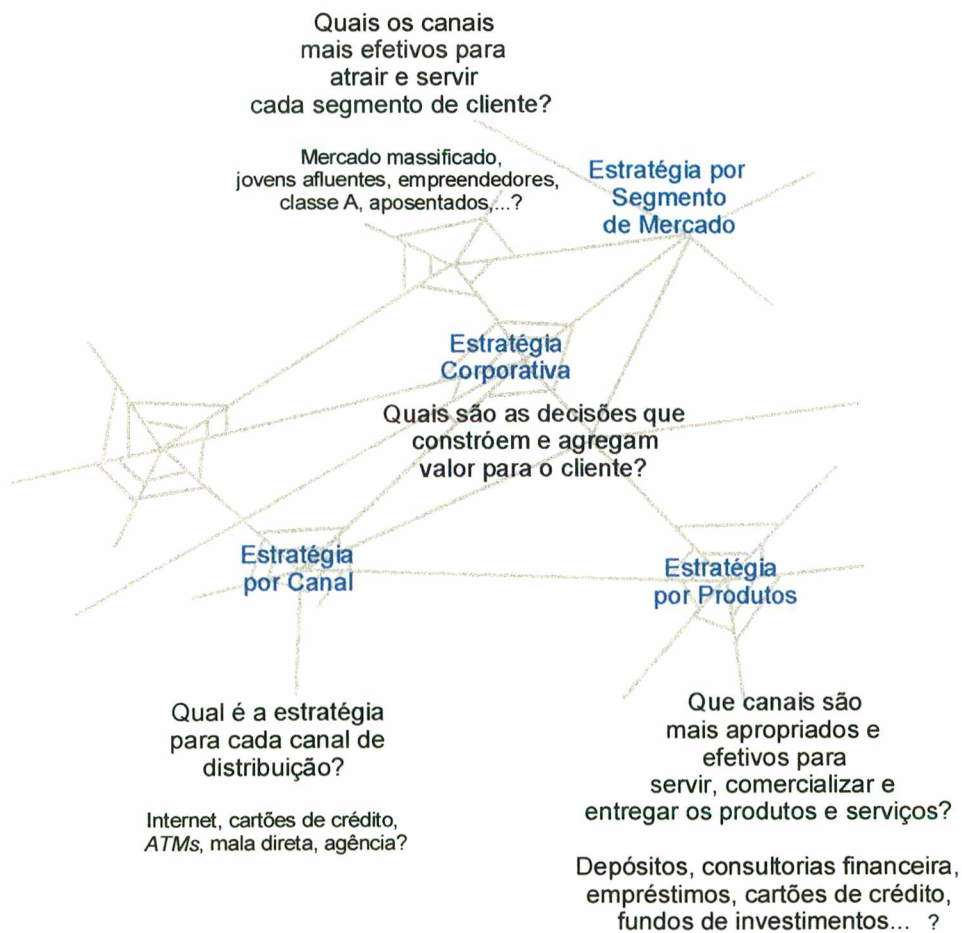 Quais os canais
mais efetivos para
atrair e servir
cada segmento de cliente?
Mercado massificado,
jovens afluentes, empreendedores,
classe A, aposentados,...?
Estratégia por
Segmento
de Mercado
Estratégia
Corporativa
Quais são as decisões que
constróem e agregam
valor para o cliente?
Estratégia
por Canal
Estratégia
por Produtos
Qual é a estratégia
para cada canal de
distribuição?
Internet, cartões de crédito,
ATMs, mala direta, agência?
Que canais são
mais apropriados e
efetivos para
servir, comercializar e
entregar os produtos e serviços?
Depósitos, consultorias financeira,
empréstimos, cartões de crédito,
fundos de investimentos... ?